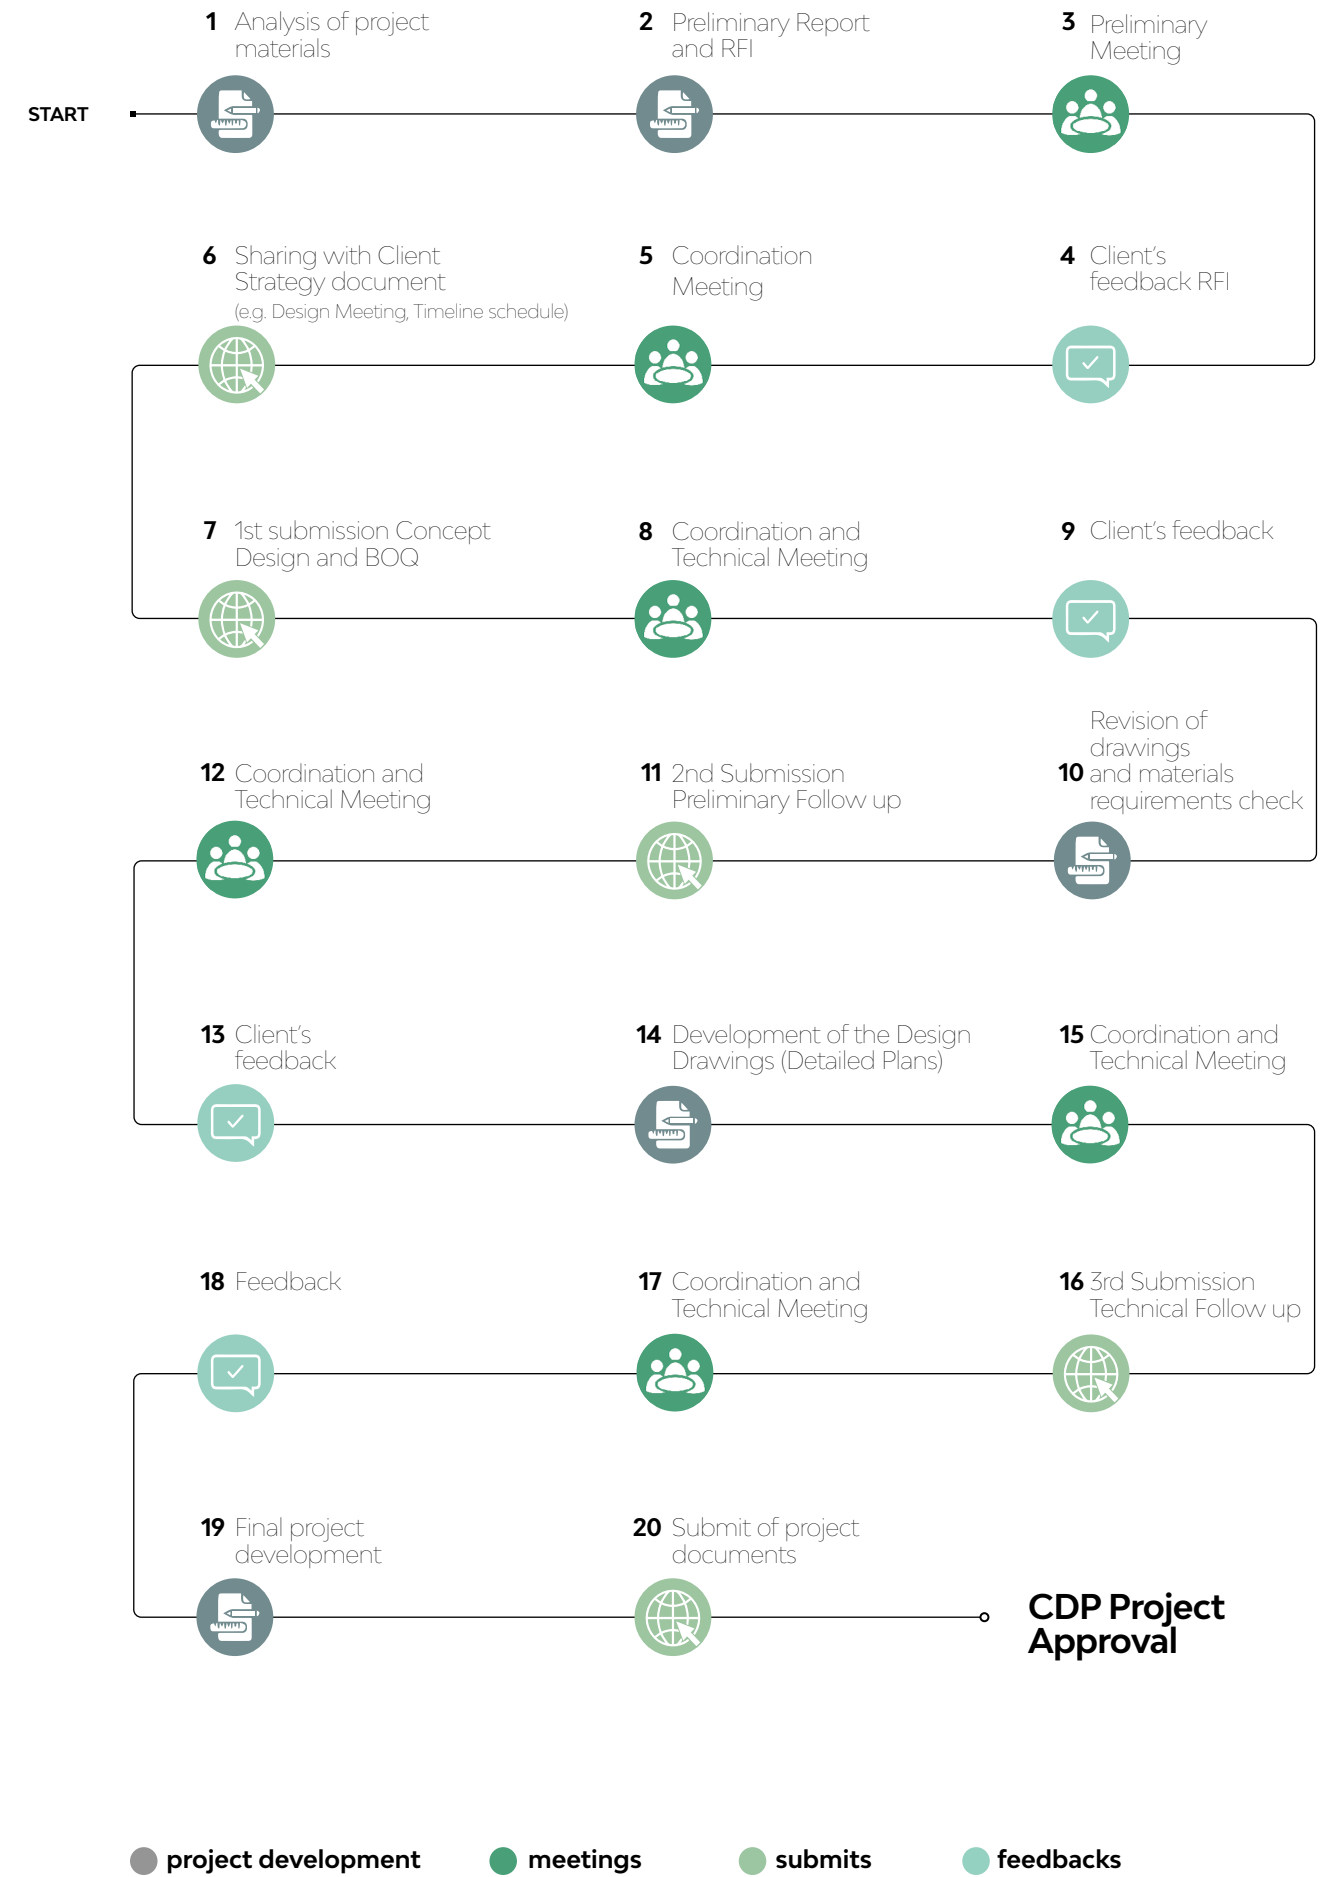 1 Analysis of project
materials
2 Preliminary Report
and RFI
3 Preliminary
Meeting
START
6 Sharing with Client
Strategy document
(e.g. Design Meeting, Timeline schedule)
5 Coordination
Meeting
4 Client's
feedback RFI
7 1st submission Concept
Design and BOQ
8 Coordination and
Technical Meeting
9 Client's feedback
12 Coordination and
Technical Meeting
11 2nd Submission
Preliminary Follow up
Revision of
drawings
10 and materials
requirements check
13 Client's
feedback
14 Development of the Design
Drawings (Detailed Plans)
15 Coordination and
Technical Meeting
18 Feedback
17 Coordination and
Technical Meeting
16 3rd Submission
Technical Follow up
19 Final project
development
20 Submit of project
documents
CDP Project
Approval
project development
meetings
submits
feedbacks